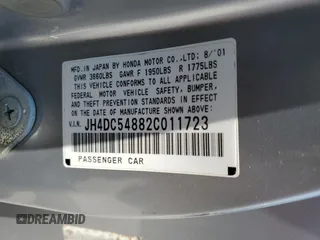 MFD. IN JAPAN BY HONDA MOTOR CO.,LTD. 8/'01
GVWR 3660LBS GAWR F 1950LBS R 1775LBS
THIS VEHICLE CONFORMS TO ALL APPLICABLE
FEDERAL MOTOR VEHICLE SAFETY, BUMPER,
AND THEFT PREVENTION STANDARDS IN
EFFECT ON THE DATE OF MANUFACTURE
SHOWN ABOVE.
V.I.N. JH4DC54882C011723
PASSENGER CAR
DREAMBID